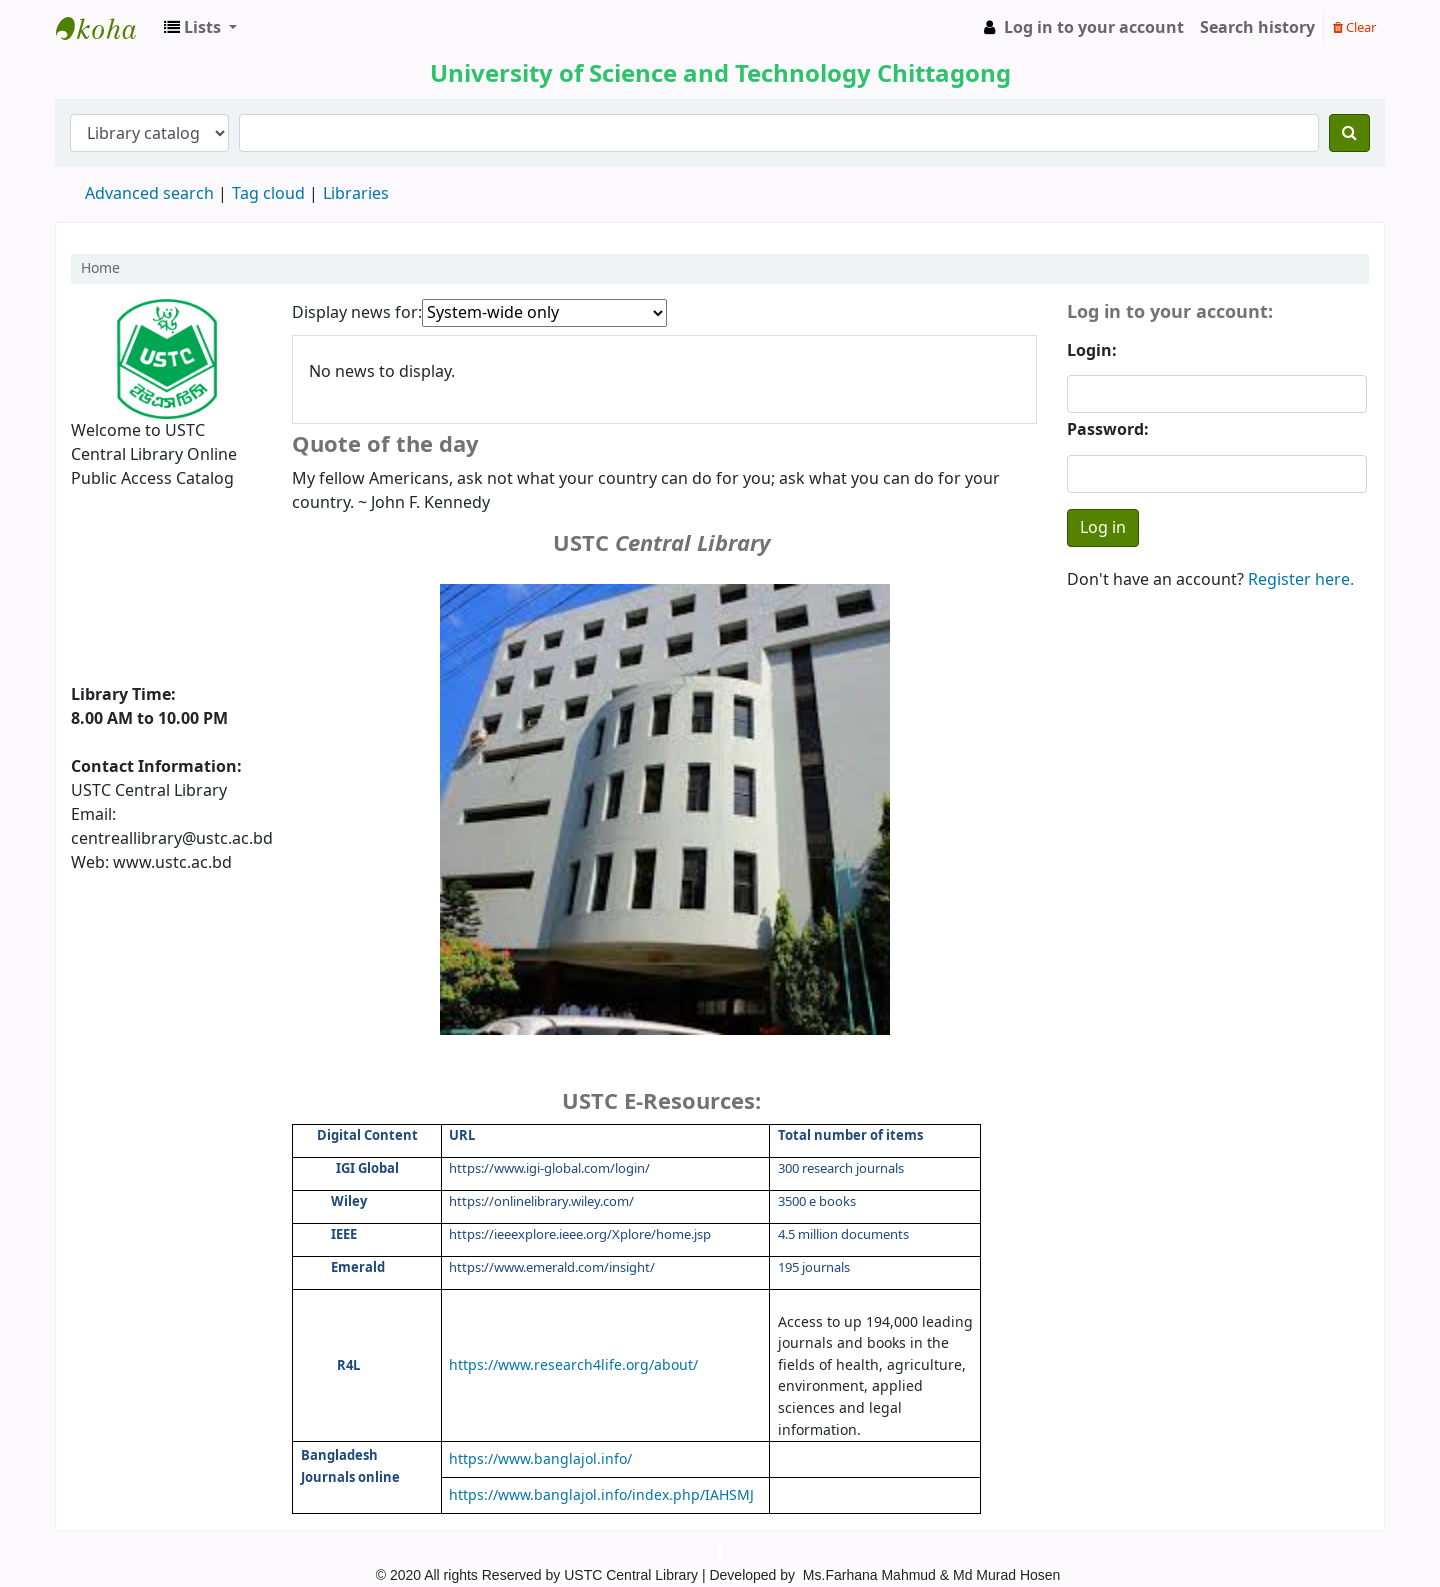 koha Lists Log in to your account Search history Clear
University of Science and Technology Chittagong
Library catalog
Advanced search | Tag cloud | Libraries
Home
USTC
ইউএসটিসি
Welcome to USTC
Central Library Online
Public Access Catalog
Library Time:
8.00 AM to 10.00 PM
Contact Information:
USTC Central Library
Email:
centreallibrary@ustc.ac.bd
Web: www.ustc.ac.bd
Display news for: System-wide only
No news to display.
Quote of the day
My fellow Americans, ask not what your country can do for you; ask what you can do for your
country. ~ John F. Kennedy
USTC Central Library
USTC E-Resources:
Digital Content URL Total number of items
IGI Global https://www.igi-global.com/login/ 300 research journals
Wiley https://onlinelibrary.wiley.com/ 3500 e books
IEEE https://ieeexplore.ieee.org/Xplore/home.jsp 4.5 million documents
Emerald https://www.emerald.com/insight/ 195 journals
R4L https://www.research4life.org/about/
Access to up 194,000 leading
journals and books in the
fields of health, agriculture,
environment, applied
sciences and legal
information.
Bangladesh
Journals online
https://www.banglajol.info/
https://www.banglajol.info/index.php/IAHSMJ
Log in to your account:
Login:
Password:
Log in
Don't have an account? Register here.
© 2020 All rights Reserved by USTC Central Library | Developed by Ms.Farhana Mahmud & Md Murad Hosen